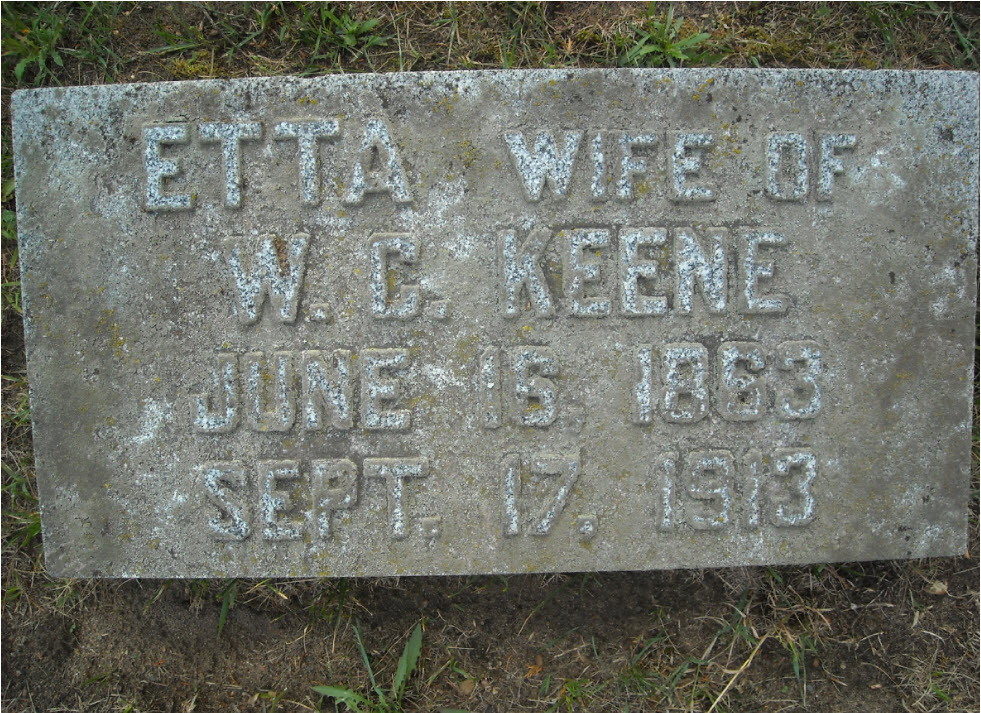 ETTA WIFE OF
W. C. KEENE
JUNE 16, 1863
SEPT. 17, 1913